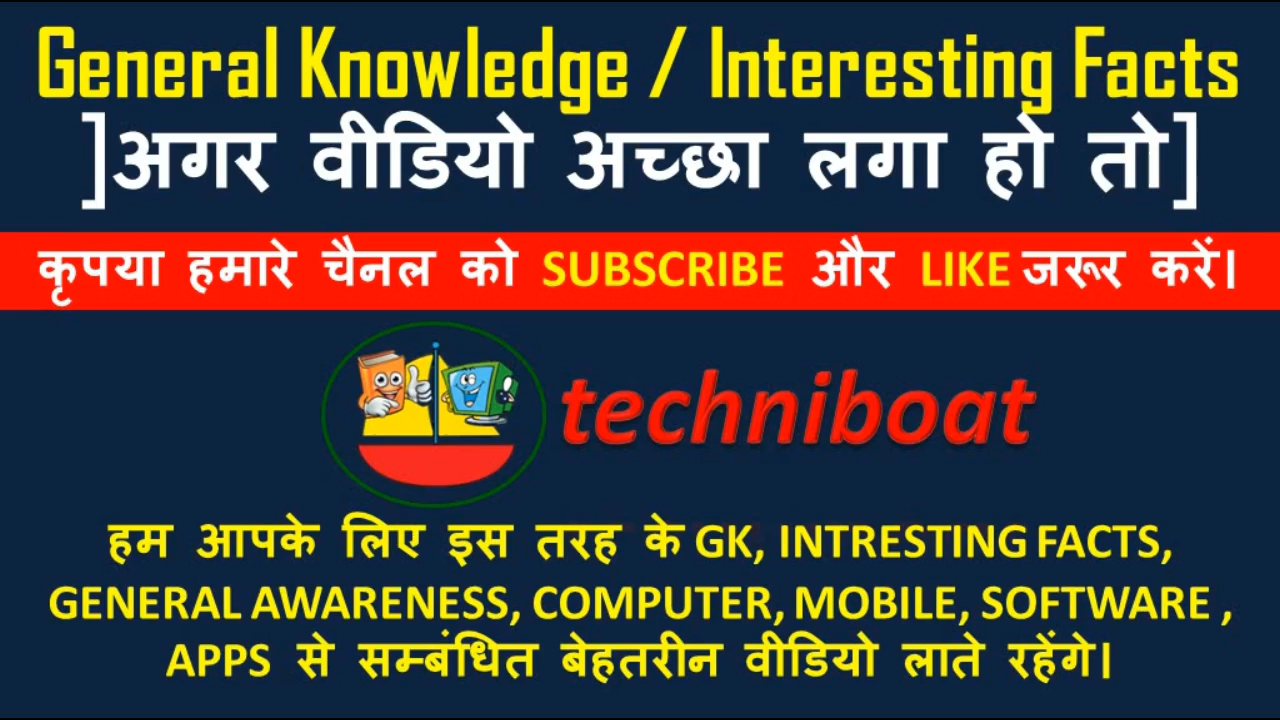 General Knowledge / Interesting Facts
]अगर वीडियो अच्छा लगा हो तो]
कृपया हमारे चैनल को SUBSCRIBE और LIKE जरूर करें।
techniboat
हम आपके लिए इस तरह के GK, INTRESTING FACTS,
GENERAL AWARENESS, COMPUTER, MOBILE, SOFTWARE ,
APPS से सम्बंधित बेहतरीन वीडियो लाते रहेंगे।